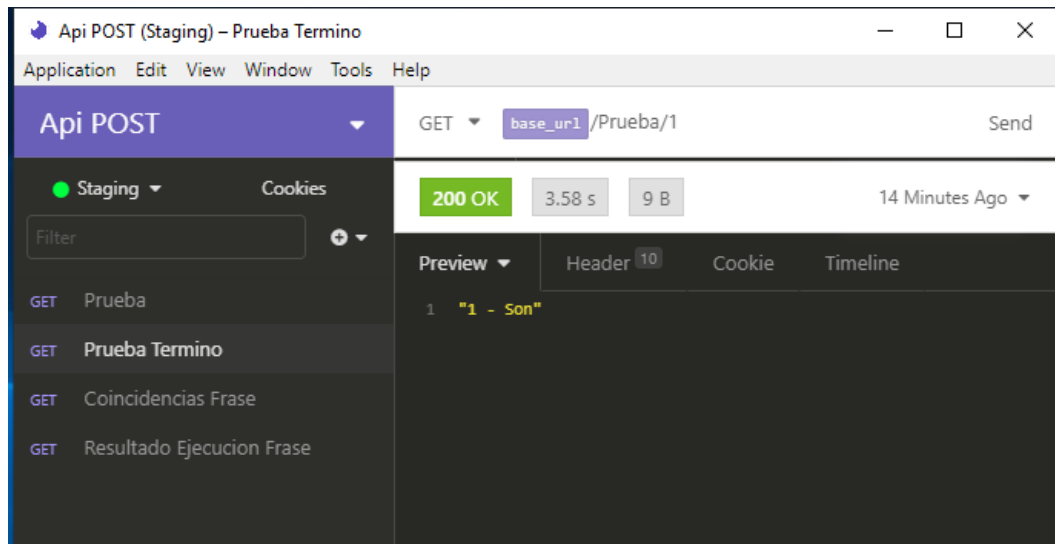 Api POST (Staging) – Prueba Termino
Application Edit View Window Tools Help
Api POST
GET base_url /Prueba/1 Send
Staging Cookies
200 OK 3.58 s 9 B 14 Minutes Ago
Filter
Preview Header 10 Cookie Timeline
GET Prueba
1 "1 - Son"
GET Prueba Termino
GET Coincidencias Frase
GET Resultado Ejecucion Frase